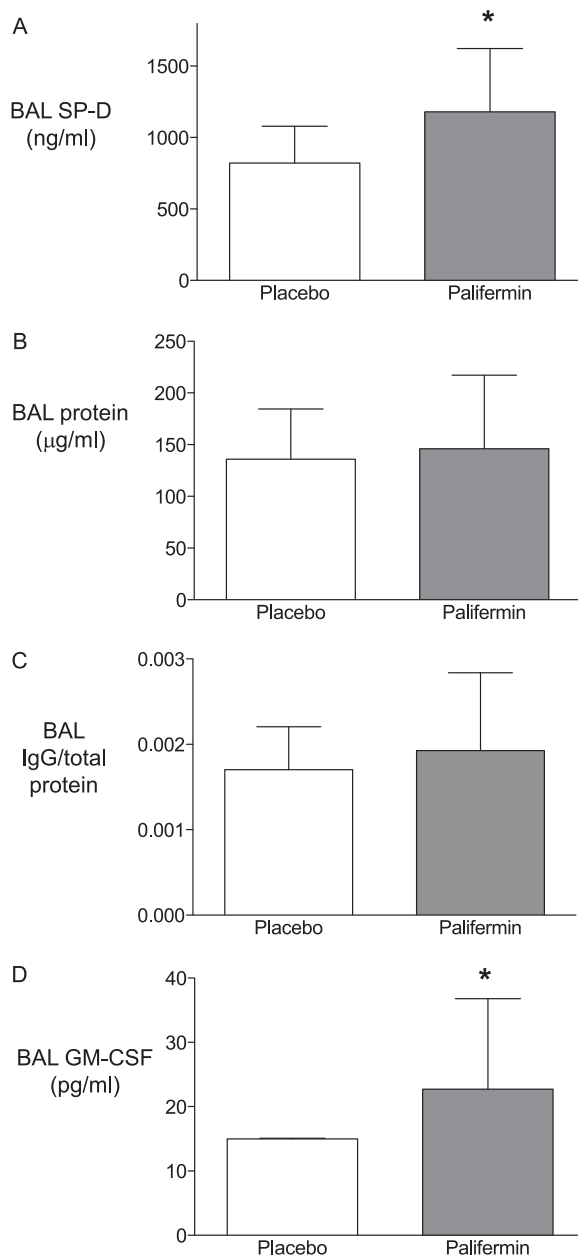 A
*
BAL SP-D
(ng/ml)
1500
1000
500
0
Placebo
Palifermin
B
BAL protein
(μg/ml)
250
200
150
100
50
0
Placebo
Palifermin
C
BAL
IgG/total
protein
0.003
0.002
0.001
0.000
Placebo
Palifermin
D
*
BAL GM-CSF
(pg/ml)
40
30
20
10
0
Placebo
Palifermin